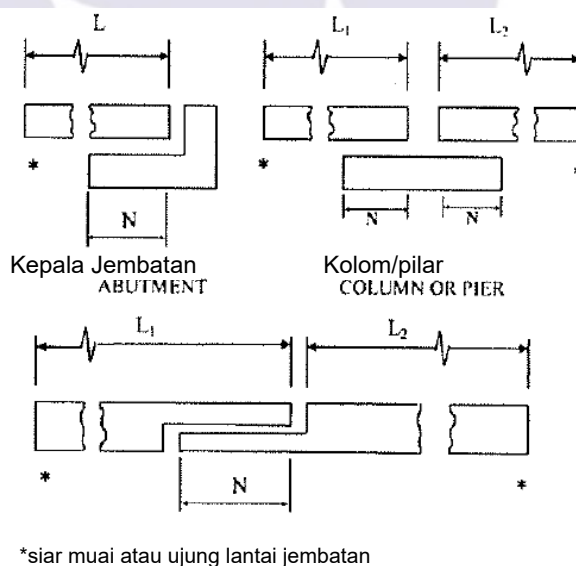 L L₁ L₂
* * *
N N N
Kepala Jembatan Kolom/pilar
ABUTMENT COLUMN OR PIER
L₁ L₂
* N *
*siar muai atau ujung lantai jembatan